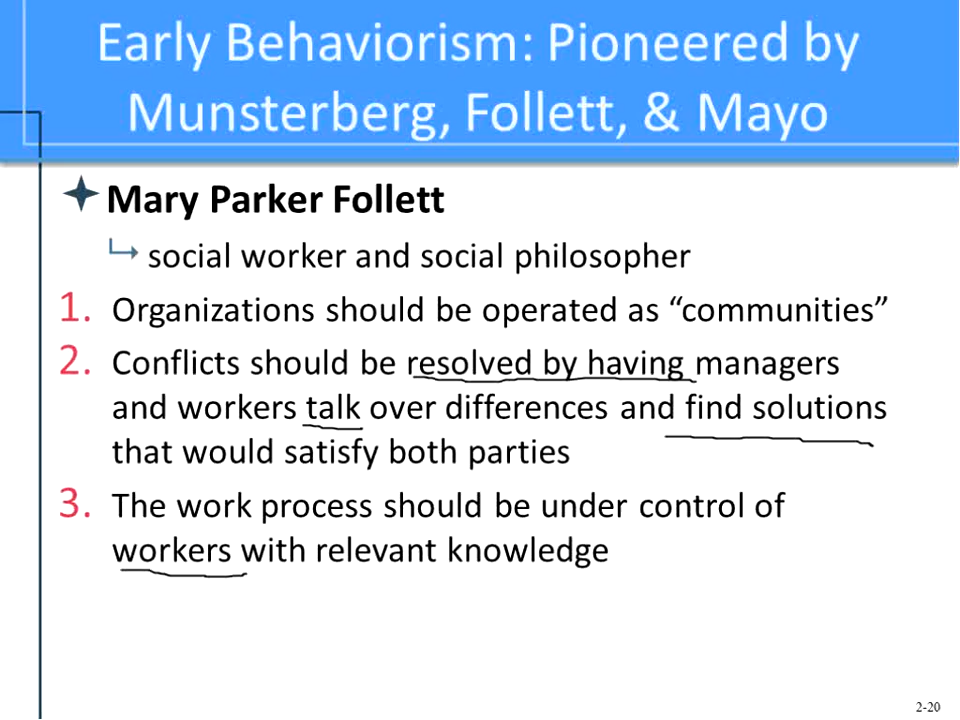 Early Behaviorism: Pioneered by
Munsterberg, Follett, & Mayo
Mary Parker Follett
social worker and social philosopher
1. Organizations should be operated as “communities”
2. Conflicts should be resolved by having managers
and workers talk over differences and find solutions
that would satisfy both parties
3. The work process should be under control of
workers with relevant knowledge
2-20